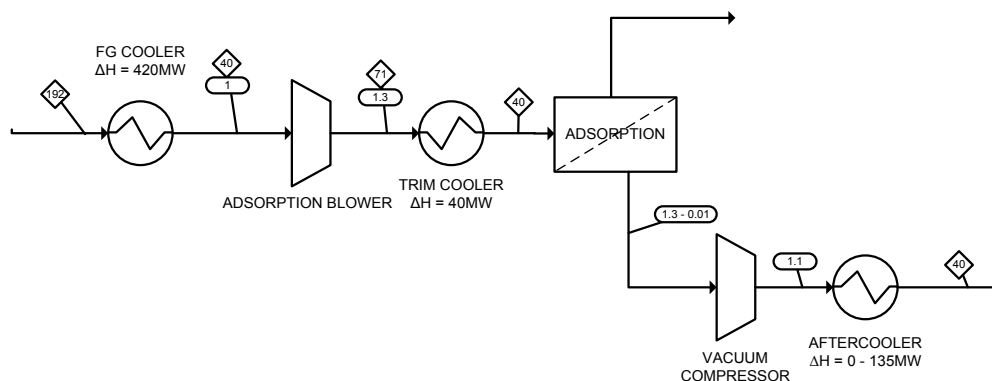 FG COOLER
ΔH = 420MW
192
40
1
71
1.3
40
ADSORPTION
ADSORPTION BLOWER
TRIM COOLER
ΔH = 40MW
1.3 - 0.01
1.1
40
VACUUM
COMPRESSOR
AFTERCOOLER
ΔH = 0 - 135MW